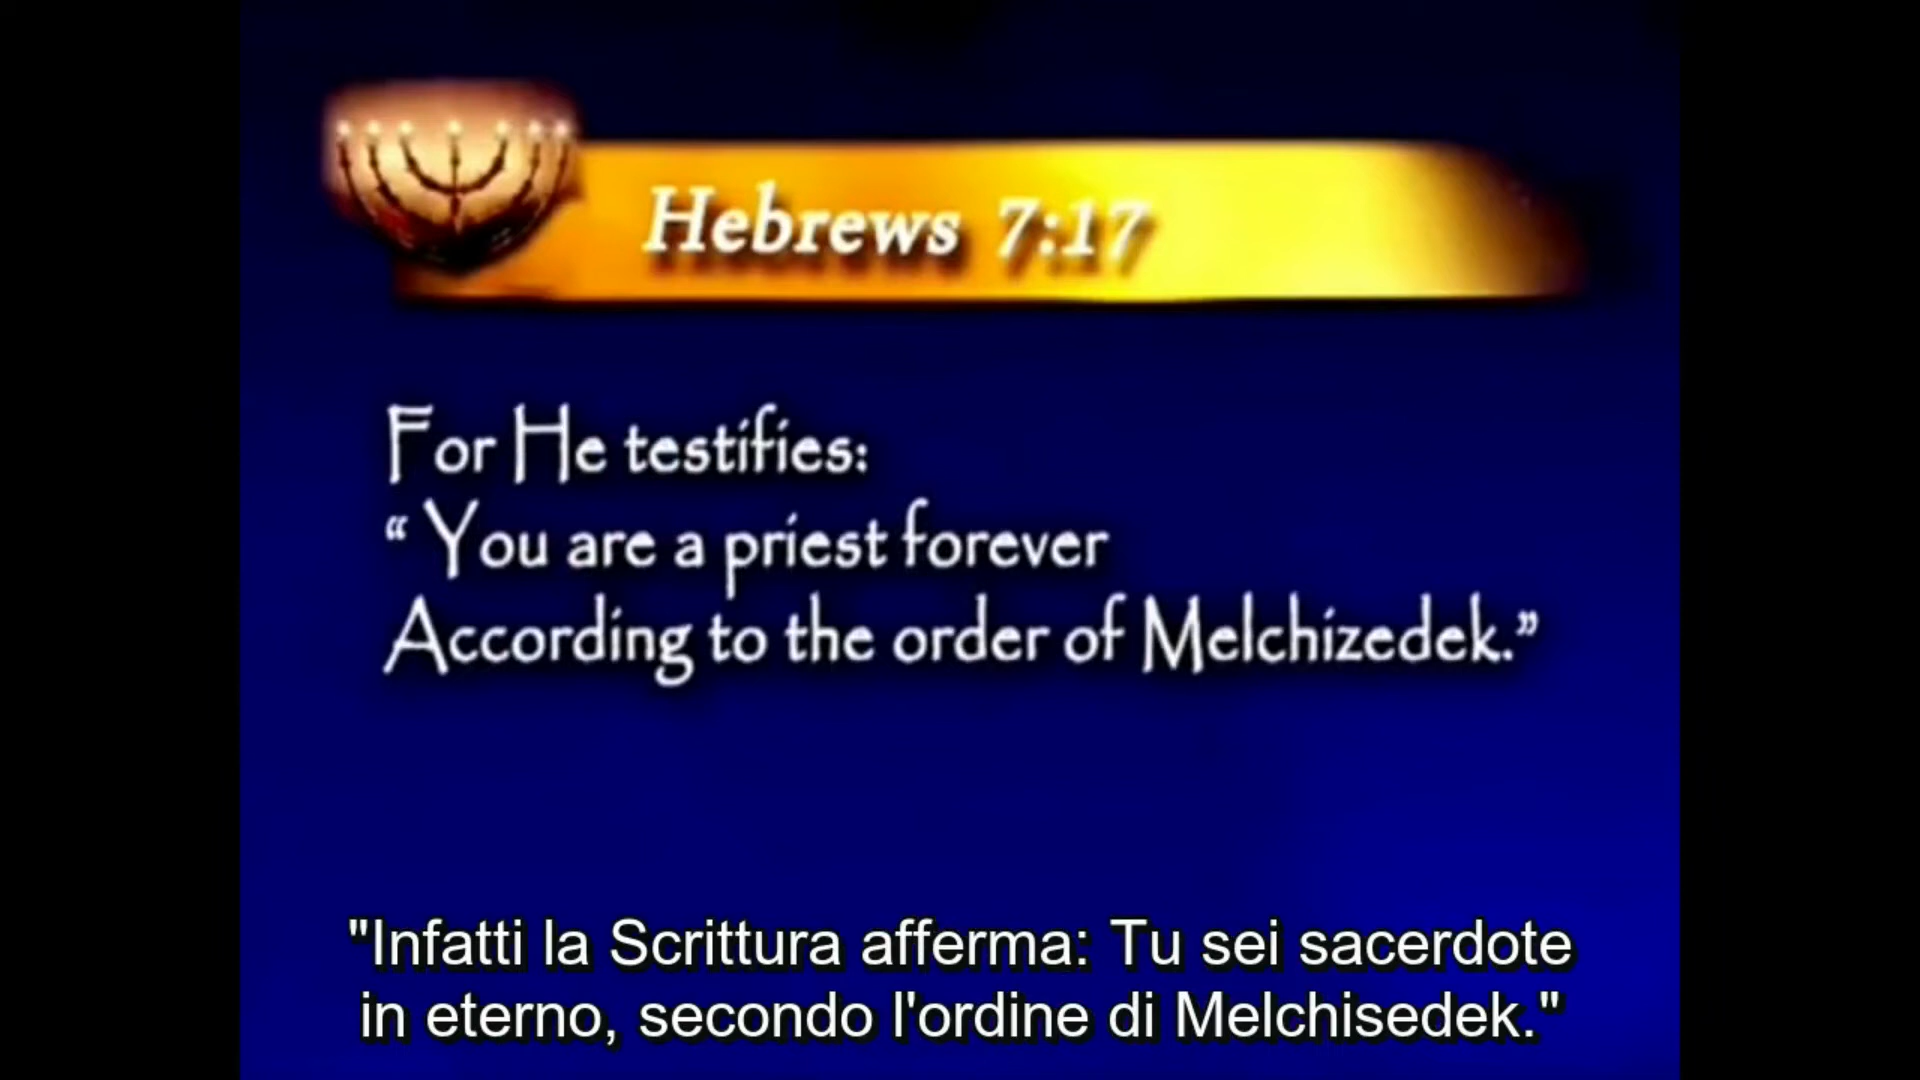 Hebrews 7:17
For He testifies:
“ You are a priest forever
According to the order of Melchizedek.”
"Infatti la Scrittura afferma: Tu sei sacerdote
in eterno, secondo l'ordine di Melchisedek."